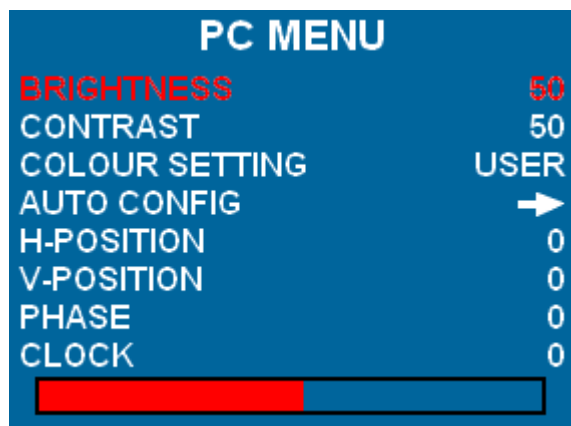 PC MENU
BRIGHTNESS 50
CONTRAST 50
COLOUR SETTING USER
AUTO CONFIG
H-POSITION 0
V-POSITION 0
PHASE 0
CLOCK 0